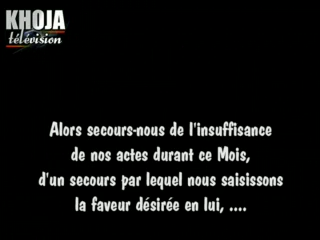 KHOJA
télévision
Alors secours-nous de l'insuffisance
de nos actes durant ce Mois,
d'un secours par lequel nous saisissons
la faveur désirée en lui, ....